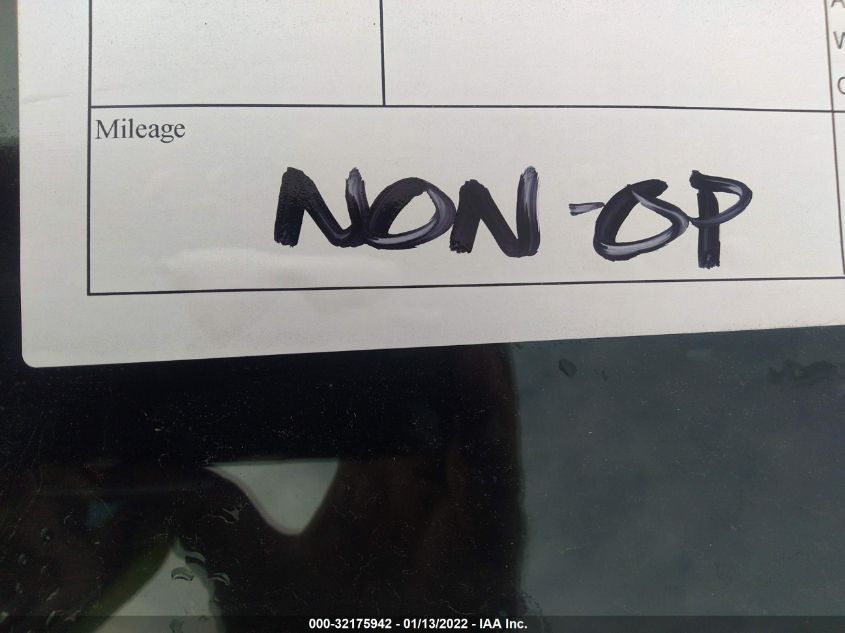 Mileage
NON-OP
000-32175942 - 01/13/2022 - IAA Inc.